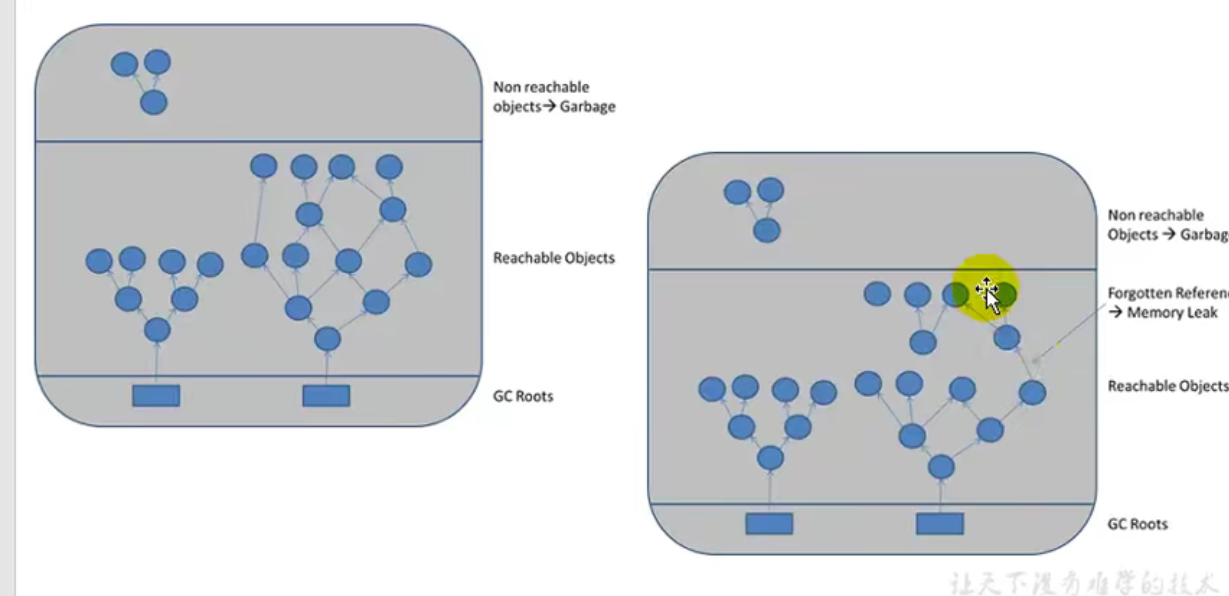 Non reachable
objects→ Garbage
Reachable Objects
GC Roots
Non reachable
Objects → Garbag
Forgotten Referen
→ Memory Leak
Reachable Objects
GC Roots
让天下没有难学的技术